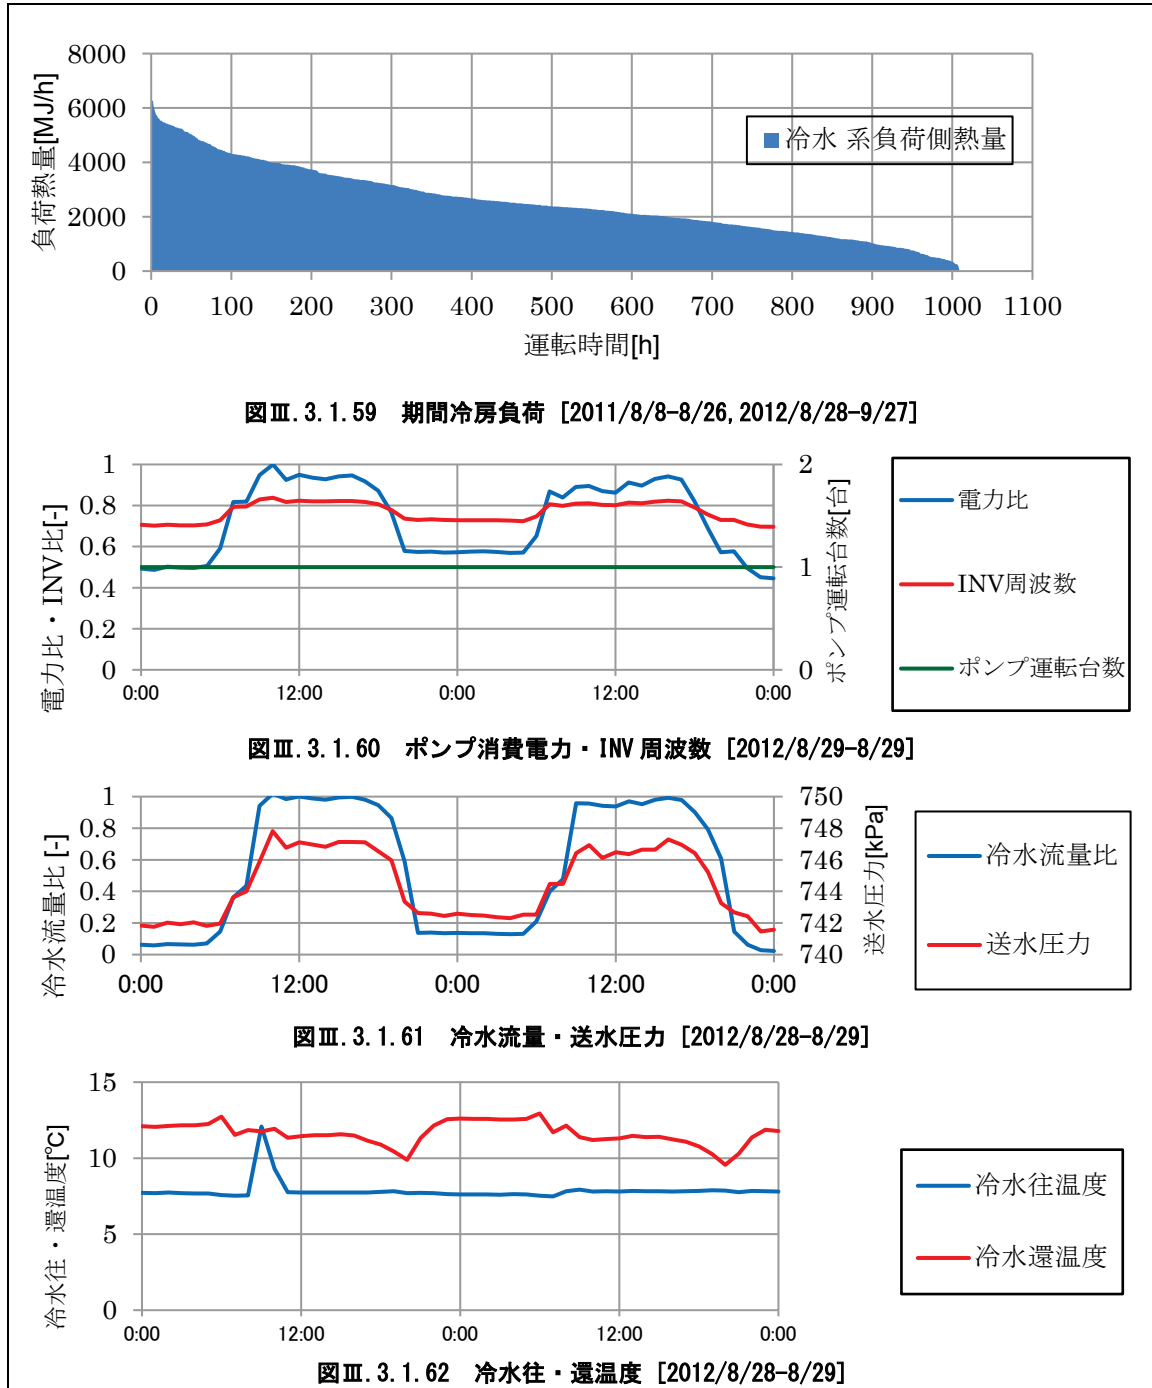 8000
6000
4000
2000
0
負荷熱量[MJ/h]
冷水 系負荷側熱量
0 100 200 300 400 500 600 700 800 900 1000 1100
運転時間[h]
図Ⅲ.3.1.59 期間冷房負荷 [2011/8/8-8/26, 2012/8/28-9/27]
1
0.8
0.6
0.4
0.2
0
電力比・INV比[-]
2
1
0
ポンプ運転台数[台]
0:00 12:00 0:00 12:00 0:00
電力比
INV周波数
ポンプ運転台数
図Ⅲ.3.1.60 ポンプ消費電力・INV 周波数 [2012/8/29-8/29]
1
0.8
0.6
0.4
0.2
0
冷水流量比 [-]
750
748
746
744
742
740
送水圧力[kPa]
0:00 12:00 0:00 12:00 0:00
冷水流量比
送水圧力
図Ⅲ.3.1.61 冷水流量・送水圧力 [2012/8/28-8/29]
15
10
5
0
冷水往・還温度[℃]
0:00 12:00 0:00 12:00 0:00
冷水往温度
冷水還温度
図Ⅲ.3.1.62 冷水往・還温度 [2012/8/28-8/29]